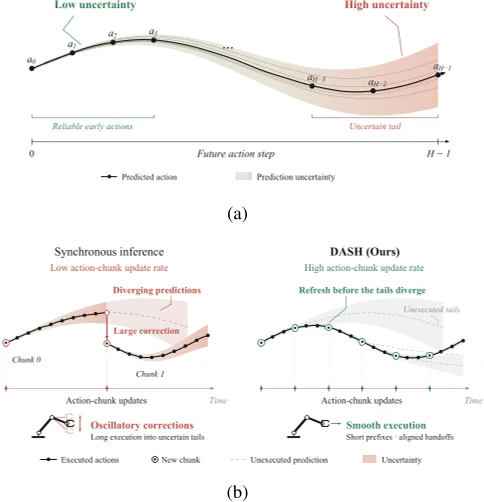 Low uncertainty
High uncertainty
a0
a1
a2
a3
...
aH−3
aH−2
aH−1
Reliable early actions
Uncertain tail
0
Future action step
H − 1
Predicted action
Prediction uncertainty
(a)
Synchronous inference
Low action-chunk update rate
Diverging predictions
Large correction
Chunk 0
Chunk 1
Action-chunk updates
Time
Oscillatory corrections
Long execution into uncertain tails
DASH (Ours)
High action-chunk update rate
Refresh before the tails diverge
Unexecuted tails
Action-chunk updates
Time
Smooth execution
Short prefixes · aligned handoffs
Executed actions
New chunk
Unexecuted prediction
Uncertainty
(b)